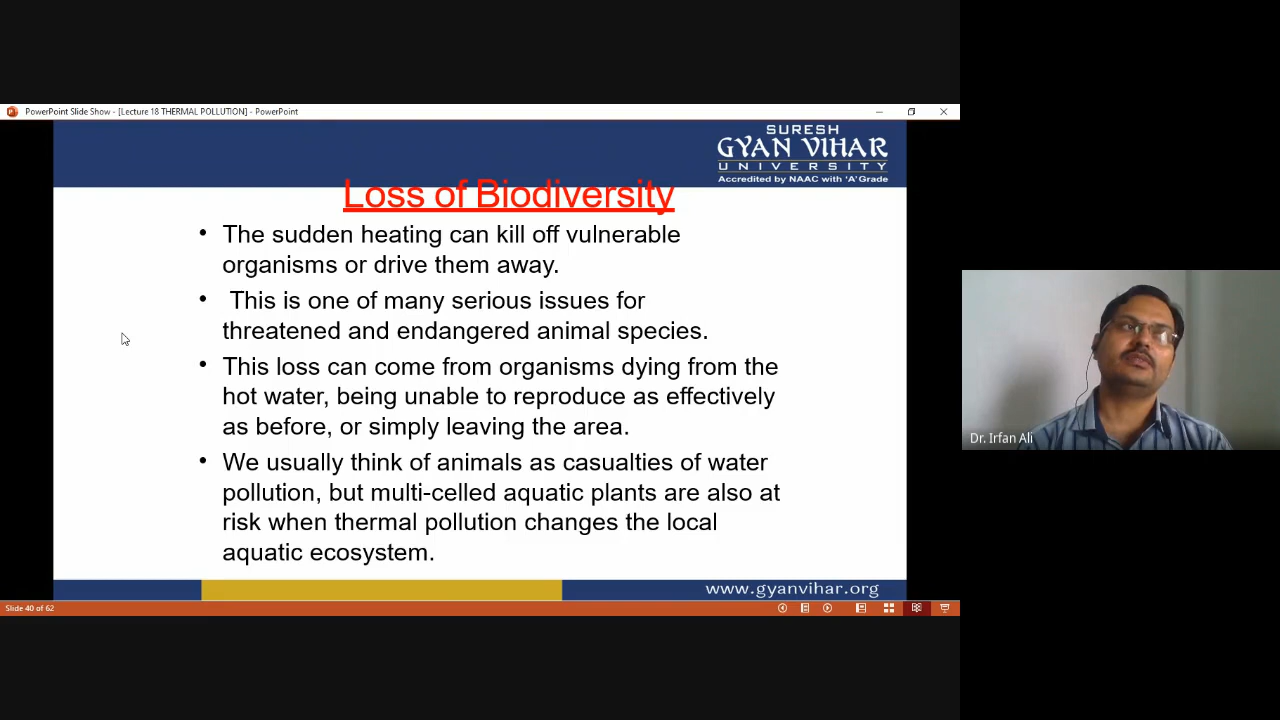 PowerPoint Slide Show - [Lecture 18 THERMAL POLLUTION] - PowerPoint
SURESH
GYAN VIHAR
UNIVERSITY
Accredited by NAAC with 'A' Grade
Loss of Biodiversity
• The sudden heating can kill off vulnerable
organisms or drive them away.
• This is one of many serious issues for
threatened and endangered animal species.
• This loss can come from organisms dying from the
hot water, being unable to reproduce as effectively
as before, or simply leaving the area.
• We usually think of animals as casualties of water
pollution, but multi-celled aquatic plants are also at
risk when thermal pollution changes the local
aquatic ecosystem.
www.gyanvihar.org
Slide 40 of 62
Dr. Irfan Ali